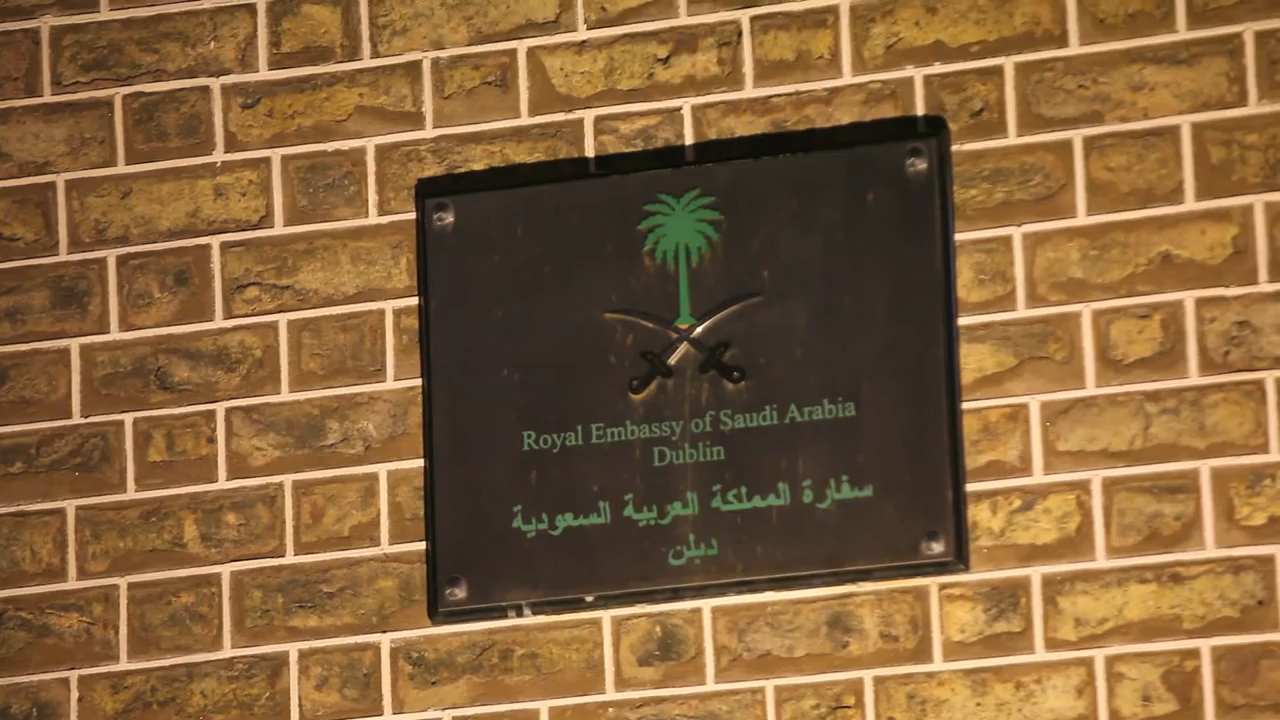 Royal Embassy of Saudi Arabia
Dublin
سفارة المملكة العربية السعودية
دبلن